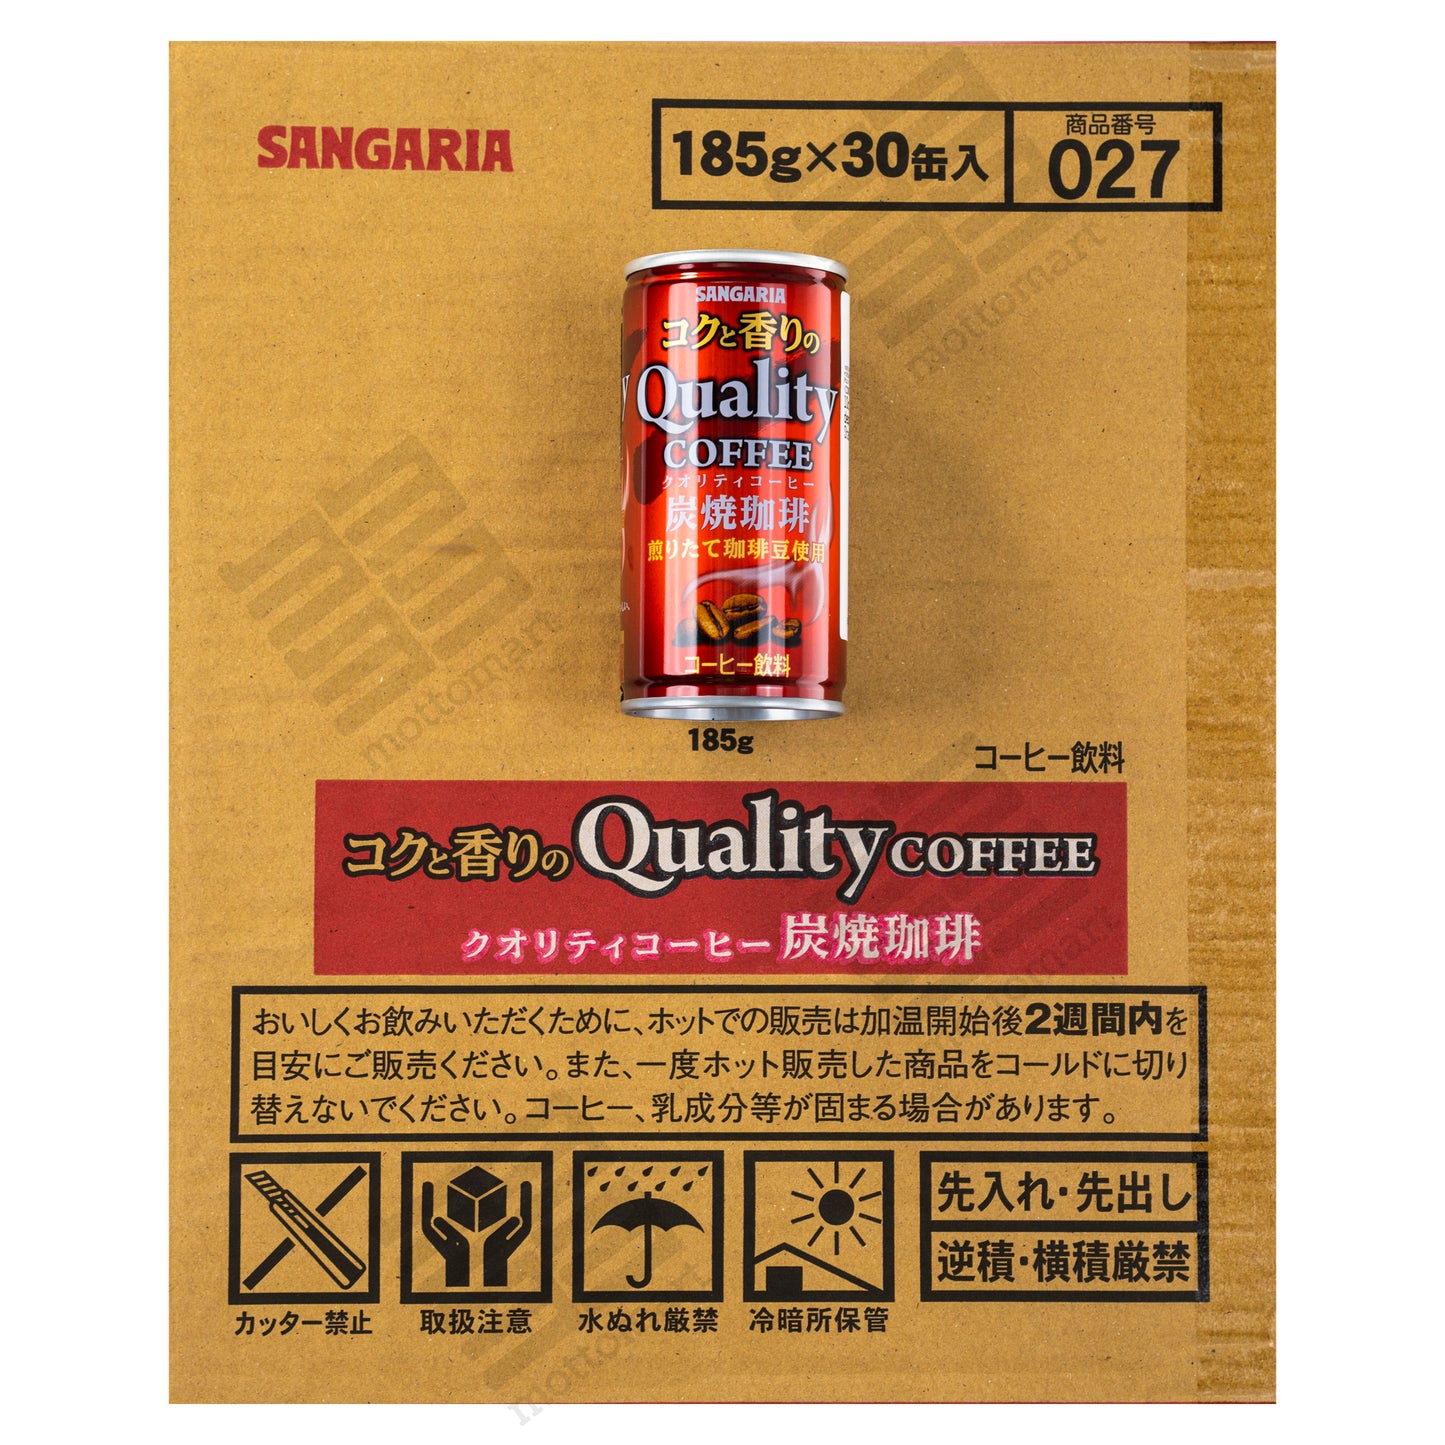 SANGARIA
185g×30缶入
商品番号
027
SANGARIA
コクと香りの
Quality
COFFEE
クオリティコーヒー
炭焼珈琲
煎りたて珈琲豆使用
コーヒー飲料
185g
コーヒー飲料
コクと香りのQuality COFFEE
クオリティコーヒー 炭焼珈琲
おいしくお飲みいただくために、ホットでの販売は加温開始後2週間内を
目安にご販売ください。また、一度ホット販売した商品をコールドに切り
替えないでください。コーヒー、乳成分等が固まる場合があります。
カッター禁止
取扱注意
水ぬれ厳禁
冷暗所保管
先入れ・先出し
逆積・横積厳禁
mottomart
mottomart
mottomart
mottomart